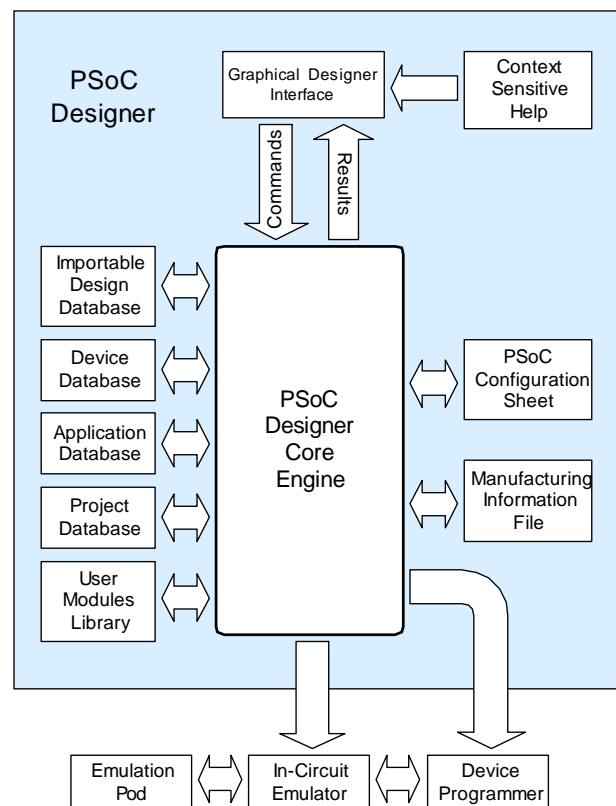 PSoC
Designer
Graphical Designer
Interface
Context
Sensitive
Help
Commands
Results
Importable
Design
Database
Device
Database
Application
Database
Project
Database
User
Modules
Library
PSoC
Designer
Core
Engine
PSoC
Configuration
Sheet
Manufacturing
Information
File
Emulation
Pod
In-Circuit
Emulator
Device
Programmer